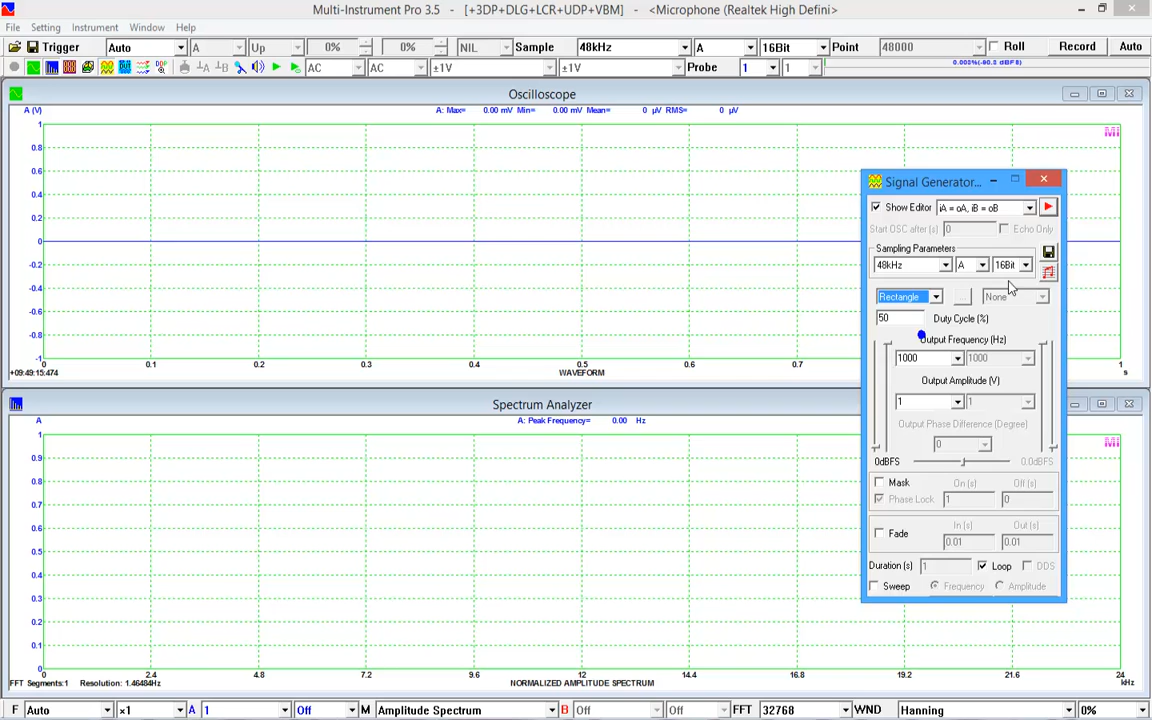 Multi-Instrument Pro 3.5 - [+3DP+DLG+LCR+UDP+VBM] - <Microphone (Realtek High Defini>
File Setting Instrument Window Help
Trigger Auto A Up 0% 0% NIL Sample 48kHz A 16Bit Point 48000 Roll Record Auto
AC AC ±1V ±1V Probe 1 1 0.003%(-90.3 dBFS)
Oscilloscope
A (V) A: Max= 0.00 mV Min= 0.00 mV Mean= 0 µV RMS= 0 µV
1
0.8
0.6
0.4
0.2
0
-0.2
-0.4
-0.6
-0.8
-1
0 0.1 0.2 0.3 0.4 0.5 0.6 0.7 1
+09:49:15:474 WAVEFORM s
Spectrum Analyzer
A A: Peak Frequency= 0.00 Hz
1
0.9
0.8
0.7
0.6
0.5
0.4
0.3
0.2
0.1
0
0 2.4 4.8 7.2 9.6 12 14.4 16.8 19.2 21.6 24
FFT Segments:1 Resolution: 1.46484Hz NORMALIZED AMPLITUDE SPECTRUM kHz
Signal Generator...
Show Editor iA = oA, iB = oB
Start OSC after (s) 0 Echo Only
Sampling Parameters
48kHz A 16Bit
Rectangle ... None
50 Duty Cycle (%)
Output Frequency (Hz)
1000 1000
Output Amplitude (V)
1 1
Output Phase Difference (Degree)
0
0dBFS 0.0dBFS
Mask On (s) Off (s)
Phase Lock 1 0
Fade In (s) Out (s)
0.01 0.01
Duration (s) 1 Loop DDS
Sweep Frequency Amplitude
F Auto ×1 A 1 Off M Amplitude Spectrum B Off Off FFT 32768 WND Hanning 0%